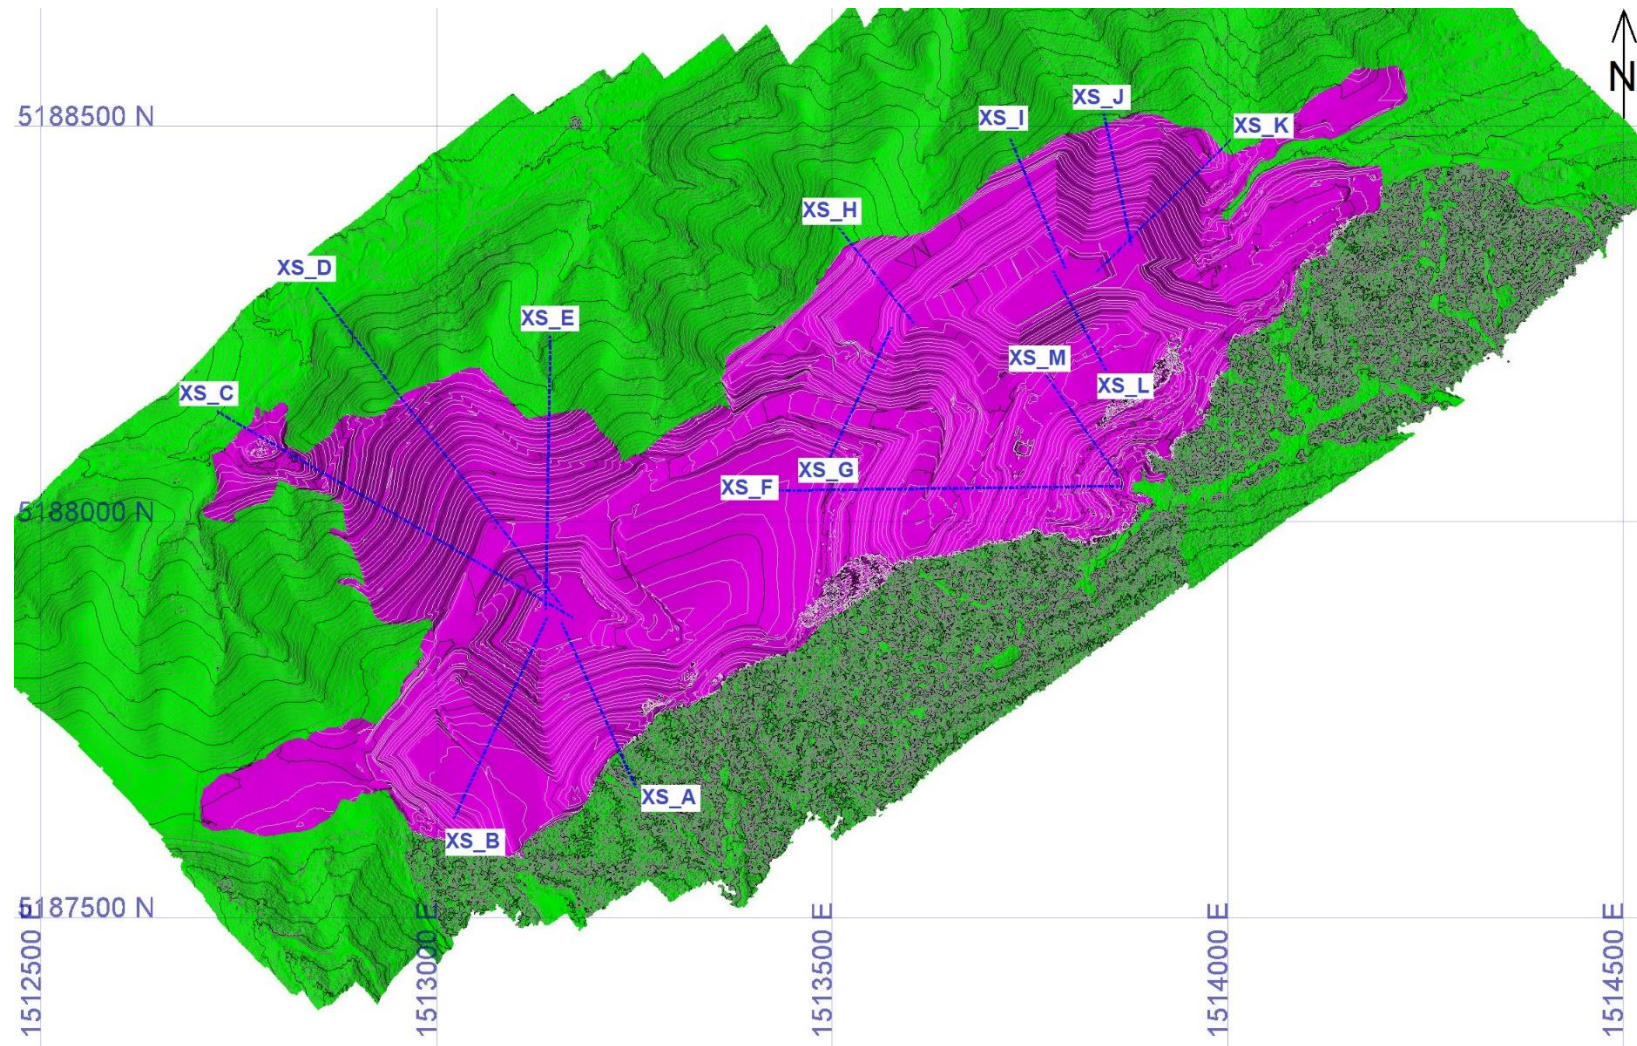 N
5188500 N
XS_J
XS_I
XS_K
XS_H
XS_D
XS_E
XS_M
XS_C
XS_L
XS_G
XS_F
5188000 N
XS_A
XS_B
5187500 N
1512500 E
1513000 E
1513500 E
1514000 E
1514500 E